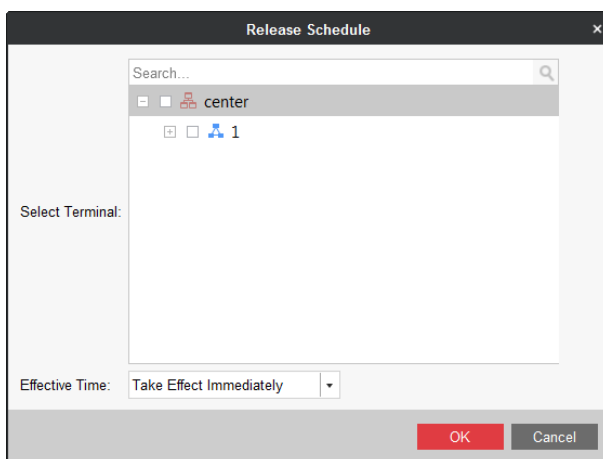 Release Schedule
Search...
center
1
Select Terminal:
Effective Time: Take Effect Immediately
OK Cancel